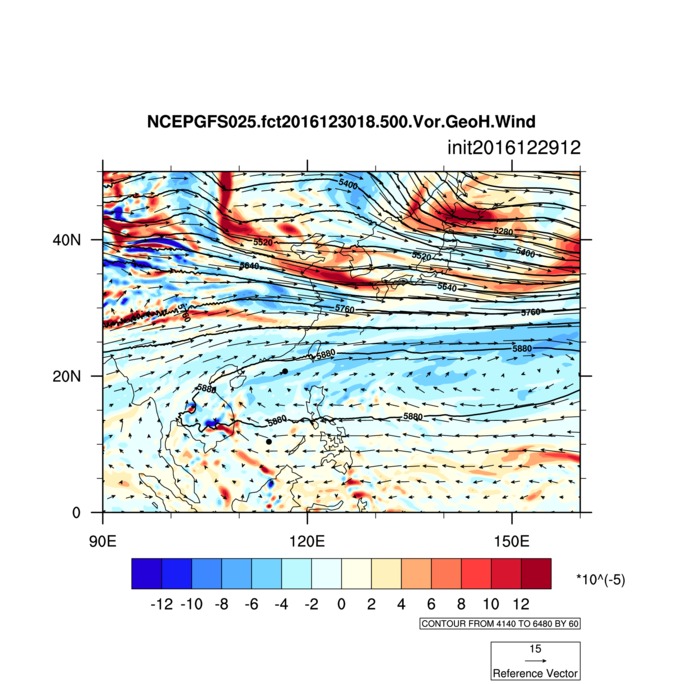 NCEPGFS025.fct2016123018.500.Vor.GeoH.Wind
init2016122912
5400
40N
5520
5280
5400
5520
5640
5640
5760
5760
5760
5880
5880
20N
5880
5880
5880
0
90E 120E 150E
-12 -10 -8 -6 -4 -2 0 2 4 6 8 10 12
*10^(-5)
CONTOUR FROM 4140 TO 6480 BY 60
15
Reference Vector